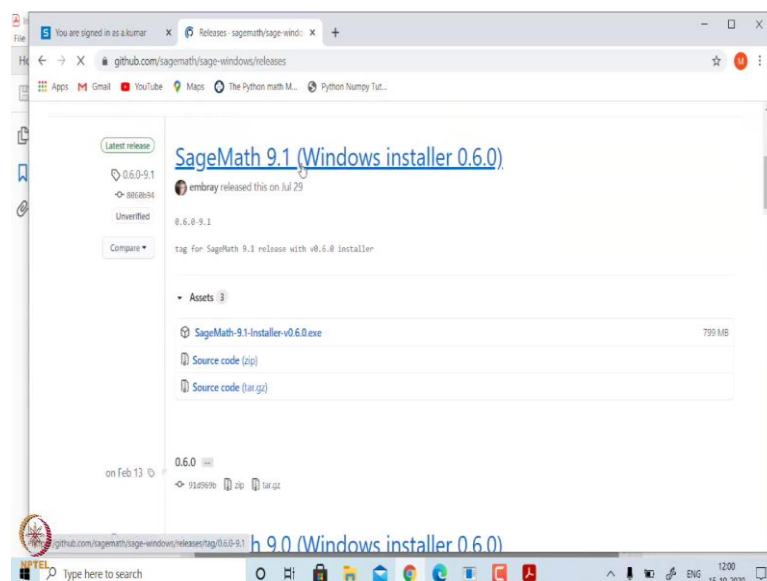 File
You are signed in as a.kumar
Releases · sagemath/sage-windo
github.com/sagemath/sage-windows/releases
M
Apps
Gmail
YouTube
Maps
The Python math M...
Python Numpy Tut...
Latest release
0.6.0-9.1
Unverified
Compare
SageMath 9.1 (Windows installer 0.6.0)
embray released this on Jul 29
0.6.0-9.1
tag for SageMath 9.1 release with v0.6.0 installer
Assets 3
SageMath-9.1-Installer-v0.6.0.exe
799 MB
Source code (zip)
Source code (tar.gz)
on Feb 13
0.6.0
91d969b zip tar.gz
h 9.0 (Windows installer 0.6.0)
github.com/sagemath/sage-windows/releases/tag/0.6.0-9.1
NPTEL
Type here to search
ENG
12:00
15-10-2020